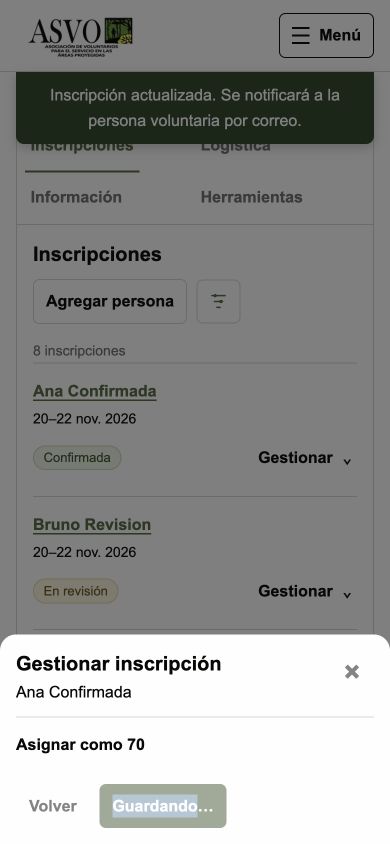 ASVO
ASOCIACIÓN DE VOLUNTARIOS
PARA EL SERVICIO EN LAS
ÁREAS PROTEGIDAS
Menú
Inscripción actualizada. Se notificará a la
persona voluntaria por correo.
Inscripciones
Logística
Información
Herramientas
Inscripciones
Agregar persona
8 inscripciones
Ana Confirmada
20–22 nov. 2026
Confirmada
Gestionar
Bruno Revision
20–22 nov. 2026
En revisión
Gestionar
Gestionar inscripción
Ana Confirmada
Asignar como 70
Volver
Guardando…